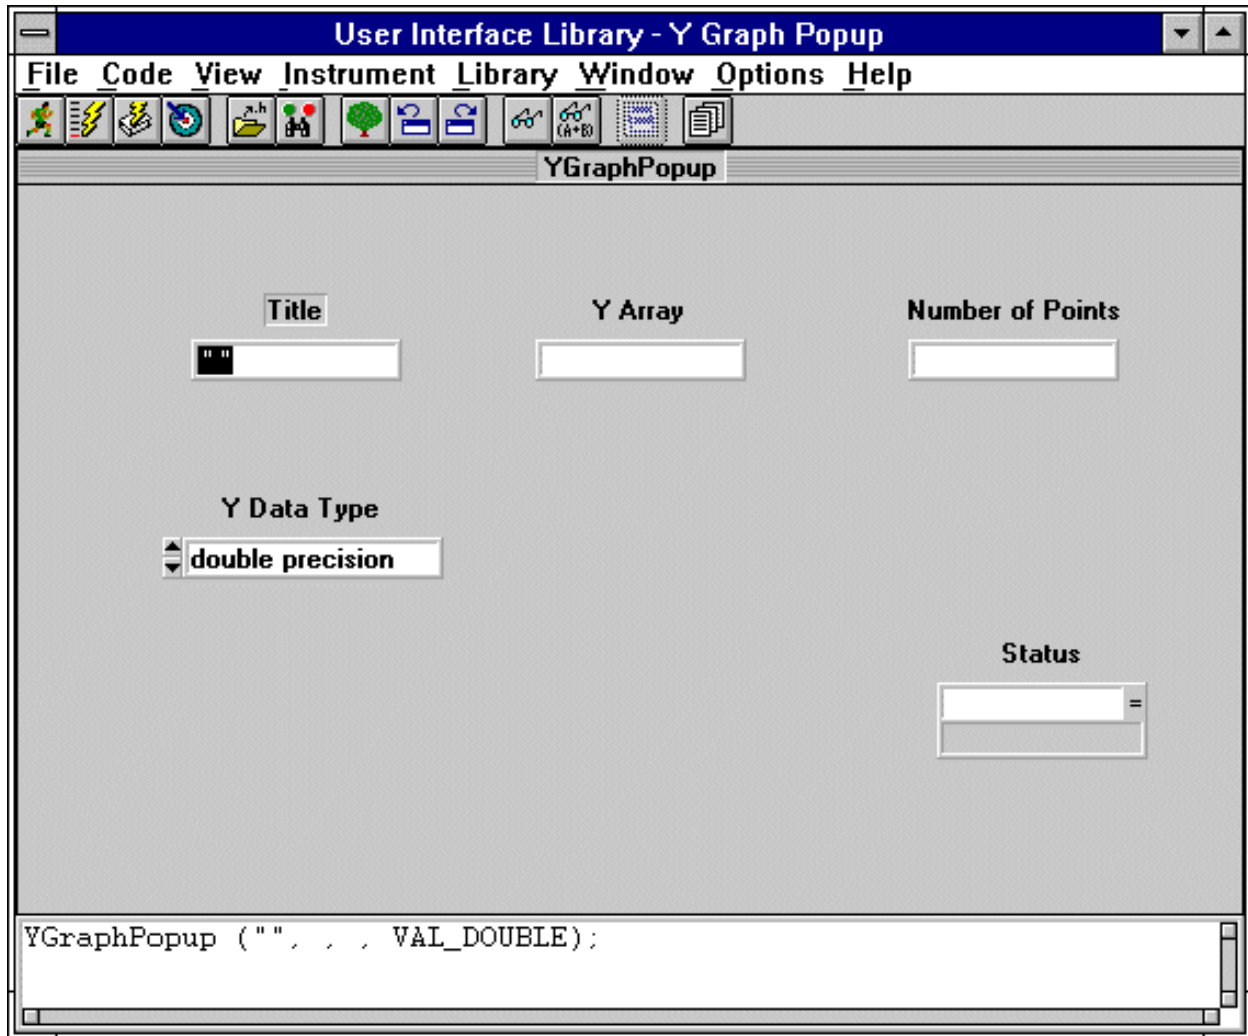 User Interface Library - Y Graph Popup
File Code View Instrument Library Window Options Help
.h
(A+B)
YGraphPopup
Title Y Array Number of Points
""
Y Data Type
double precision
Status
=
YGraphPopup ("", , , VAL_DOUBLE);